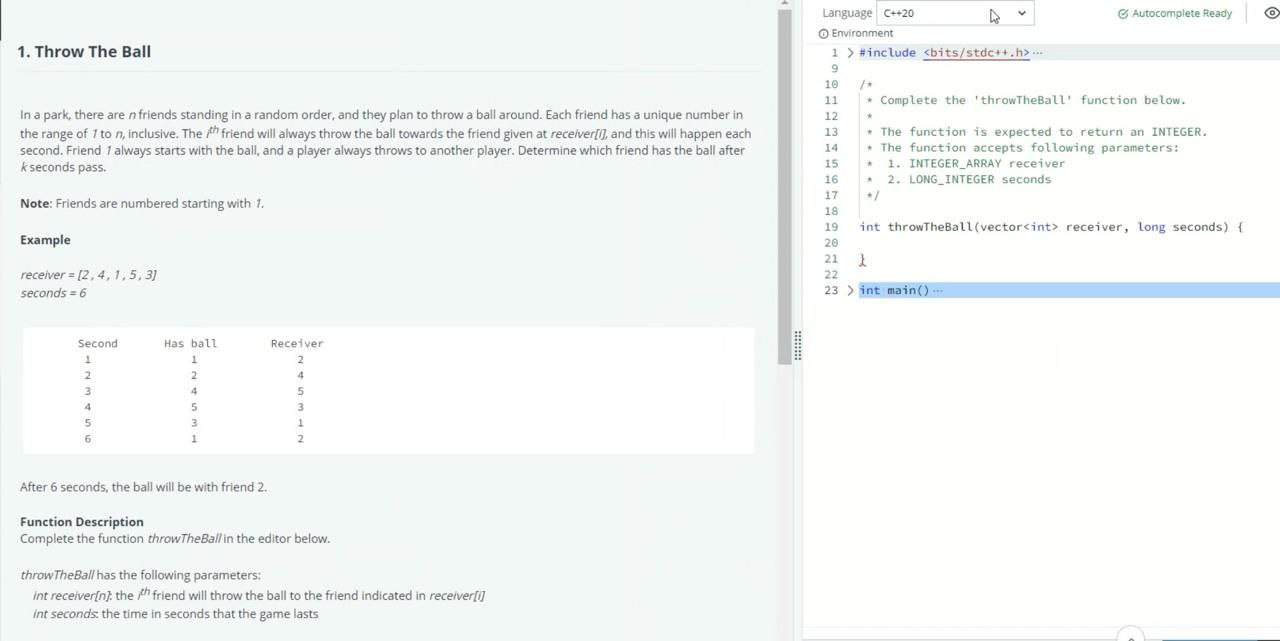 1. Throw The Ball
In a park, there are n friends standing in a random order, and they plan to throw a ball around. Each friend has a unique number in
the range of 1 to n, inclusive. The ith friend will always throw the ball towards the friend given at receiver[i], and this will happen each
second. Friend 1 always starts with the ball, and a player always throws to another player. Determine which friend has the ball after
k seconds pass.
Note: Friends are numbered starting with 1.
Example
receiver = [2 , 4 , 1 , 5 , 3]
seconds = 6
Second Has ball Receiver
1 1 2
2 2 4
3 4 5
4 5 3
5 3 1
6 1 2
After 6 seconds, the ball will be with friend 2.
Function Description
Complete the function throwTheBall in the editor below.
throwTheBall has the following parameters:
int receiver[n]: the ith friend will throw the ball to the friend indicated in receiver[i]
int seconds: the time in seconds that the game lasts
Language C++20 Autocomplete Ready
Environment
1 > #include <bits/stdc++.h> ...
9
10 /*
11 * Complete the 'throwTheBall' function below.
12 *
13 * The function is expected to return an INTEGER.
14 * The function accepts following parameters:
15 * 1. INTEGER_ARRAY receiver
16 * 2. LONG_INTEGER seconds
17 */
18
19 int throwTheBall(vector<int> receiver, long seconds) {
20
21 }
22
23 > int main() ...